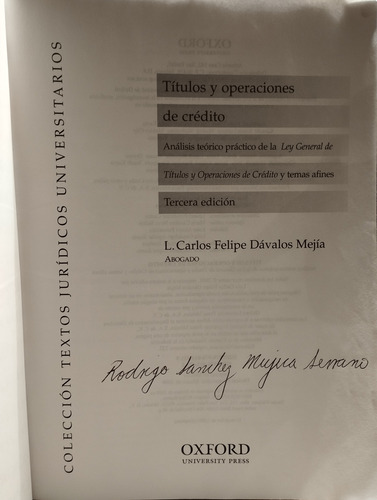 COLECCIÓN TEXTOS JURÍDICOS UNIVERSITARIOS
Títulos y operaciones
de crédito
Análisis teórico práctico de la Ley General de
Títulos y Operaciones de Crédito y temas afines
Tercera edición
L. Carlos Felipe Dávalos Mejía
ABOGADO
Rodrigo Sanchez Mujica Serrano
OXFORD
UNIVERSITY PRESS